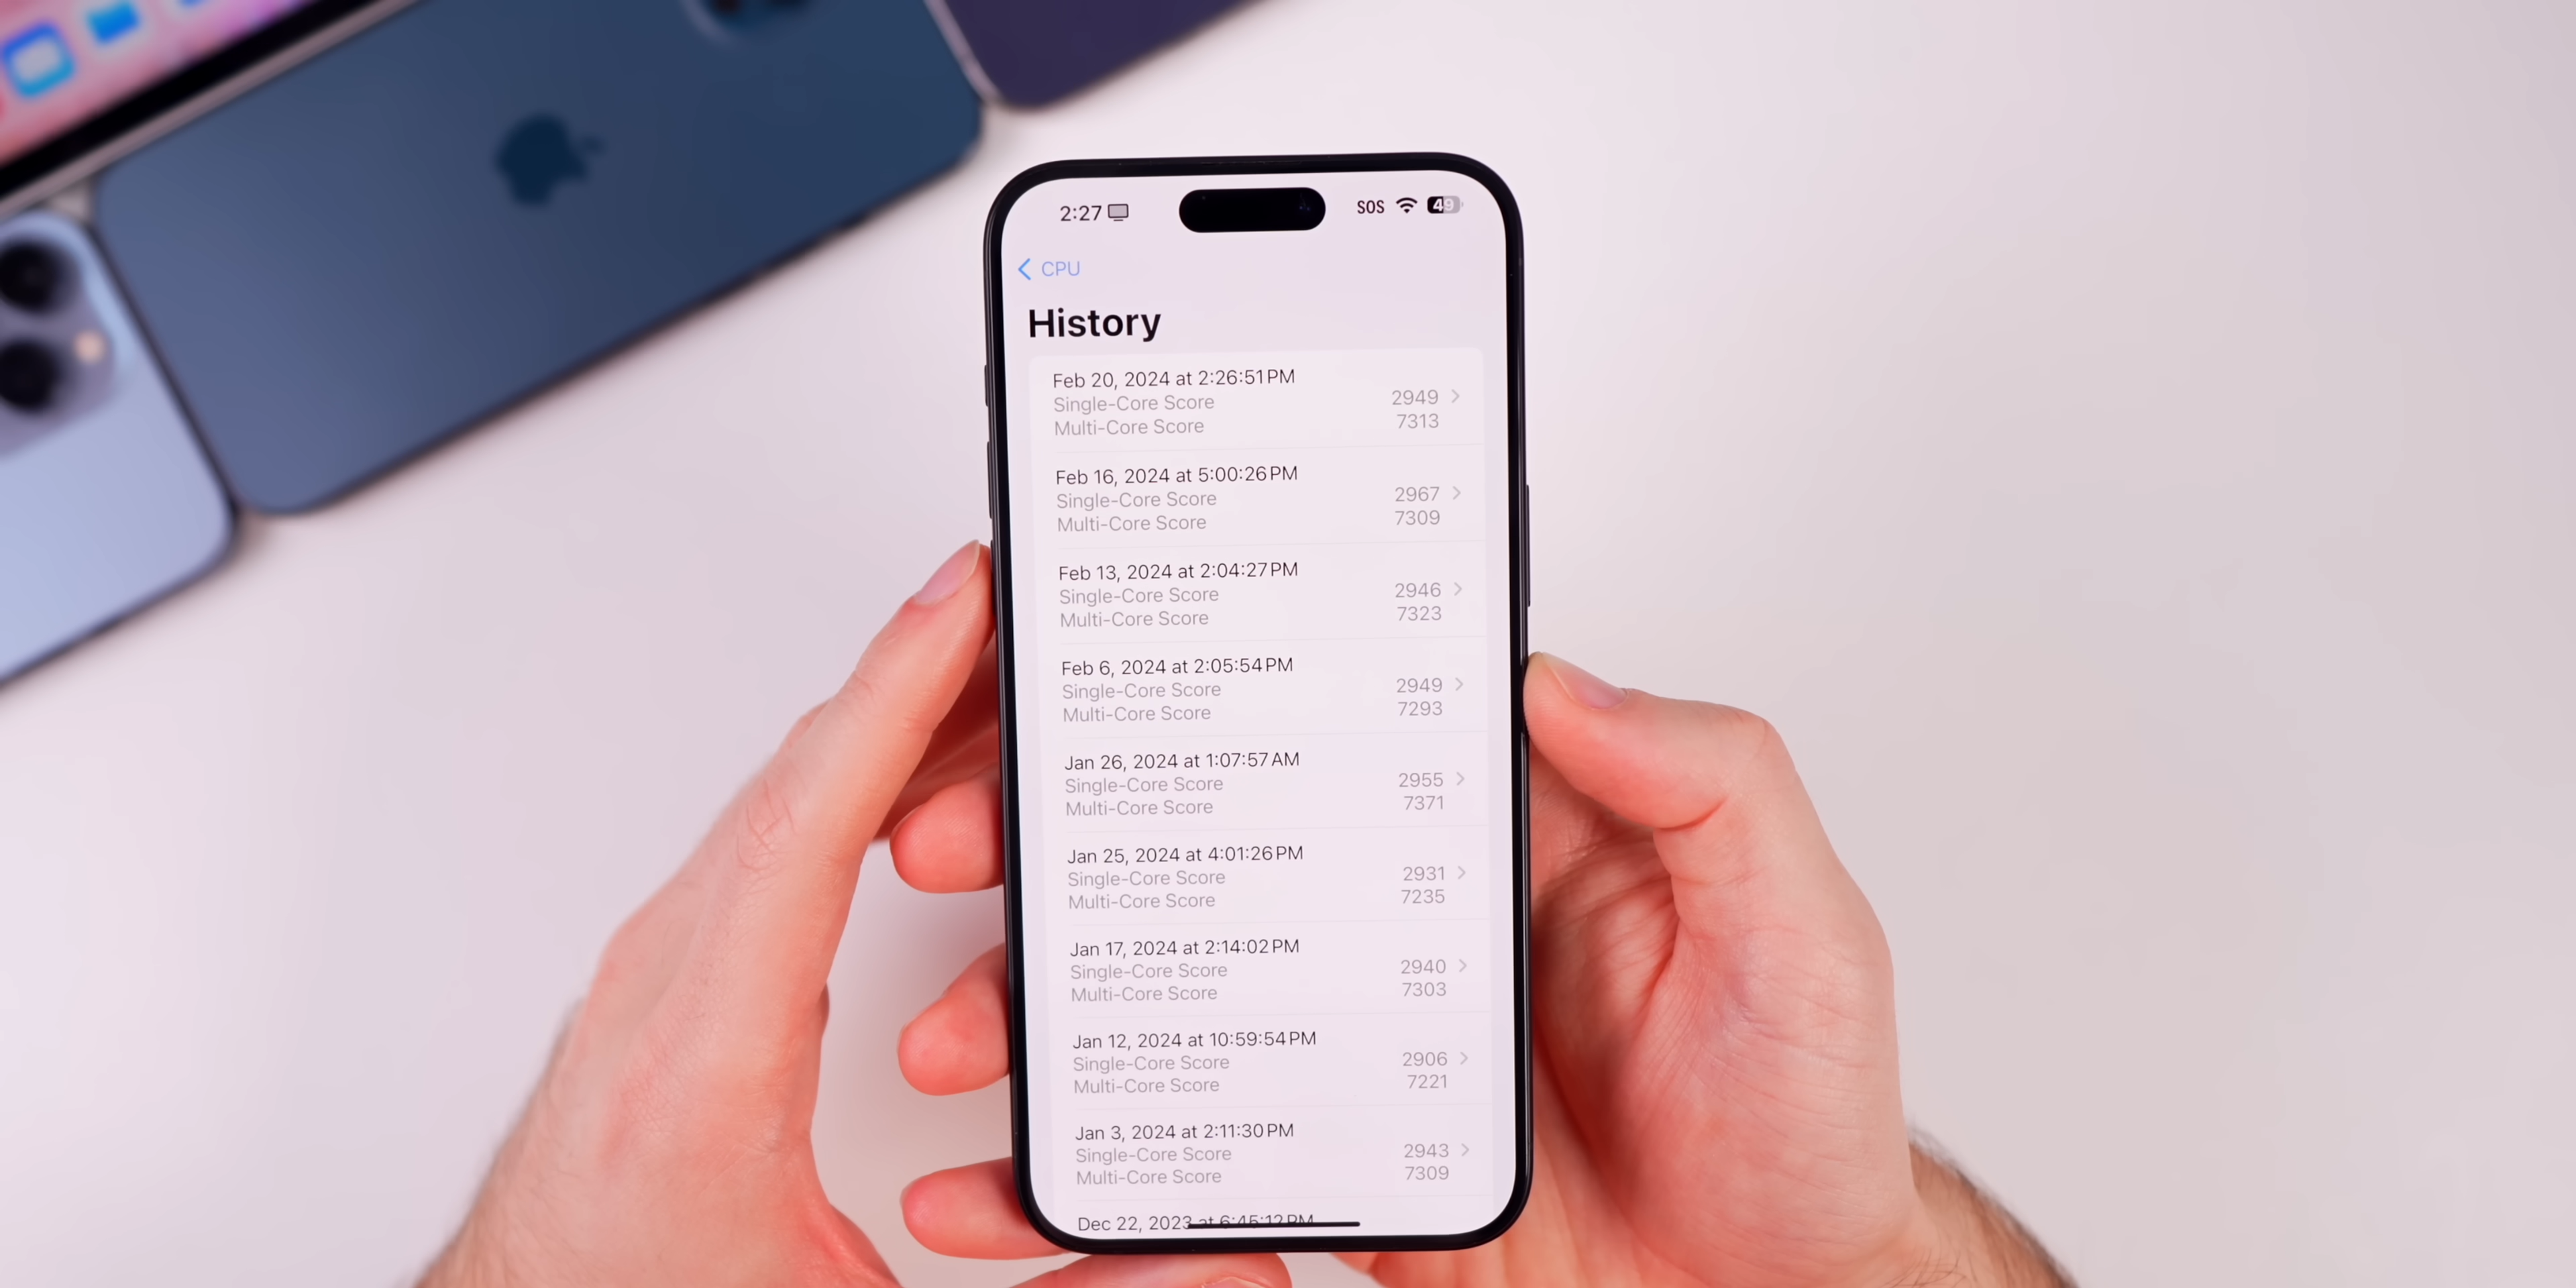 2:27 SOS 49
CPU
History
Feb 20, 2024 at 2:26:51 PM
Single-Core Score 2949
Multi-Core Score 7313
Feb 16, 2024 at 5:00:26 PM
Single-Core Score 2967
Multi-Core Score 7309
Feb 13, 2024 at 2:04:27 PM
Single-Core Score 2946
Multi-Core Score 7323
Feb 6, 2024 at 2:05:54 PM
Single-Core Score 2949
Multi-Core Score 7293
Jan 26, 2024 at 1:07:57 AM
Single-Core Score 2955
Multi-Core Score 7371
Jan 25, 2024 at 4:01:26 PM
Single-Core Score 2931
Multi-Core Score 7235
Jan 17, 2024 at 2:14:02 PM
Single-Core Score 2940
Multi-Core Score 7303
Jan 12, 2024 at 10:59:54 PM
Single-Core Score 2906
Multi-Core Score 7221
Jan 3, 2024 at 2:11:30 PM
Single-Core Score 2943
Multi-Core Score 7309
Dec 22, 2023 at 6:45:12 PM